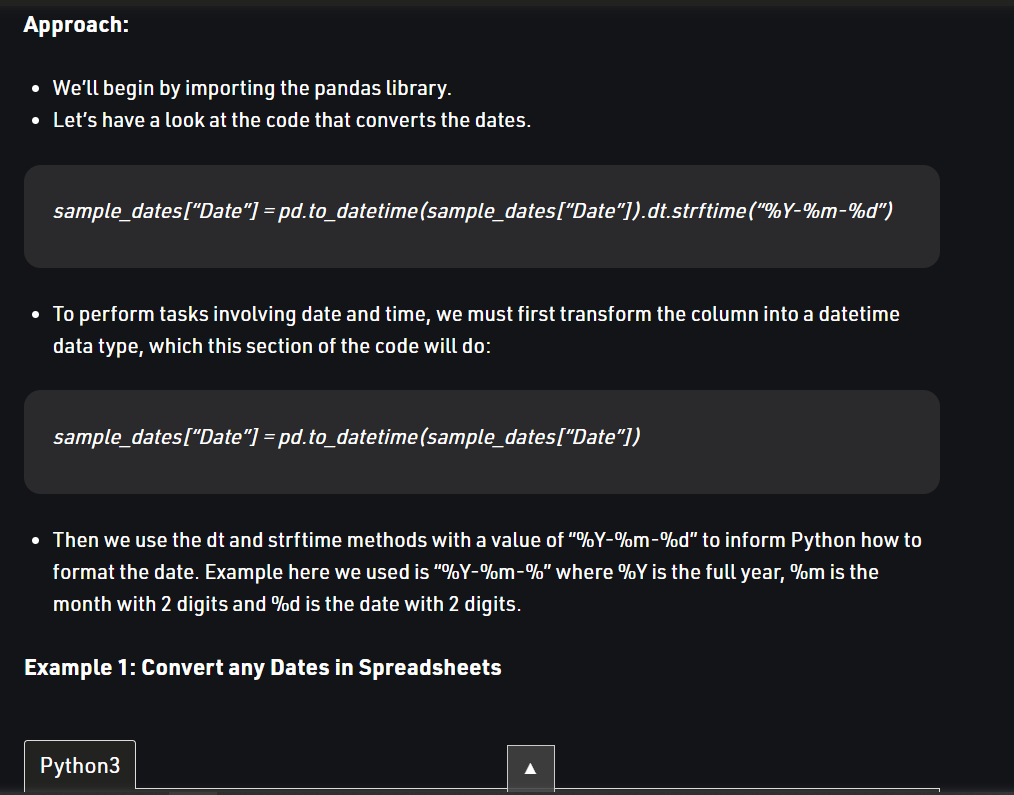 Approach:
We’ll begin by importing the pandas library.
Let’s have a look at the code that converts the dates.
sample_dates[“Date”] = pd.to_datetime(sample_dates[“Date”]).dt.strftime(“%Y-%m-%d”)
To perform tasks involving date and time, we must first transform the column into a datetime
data type, which this section of the code will do:
sample_dates[“Date”] = pd.to_datetime(sample_dates[“Date”])
Then we use the dt and strftime methods with a value of “%Y-%m-%d” to inform Python how to
format the date. Example here we used is “%Y-%m-%” where %Y is the full year, %m is the
month with 2 digits and %d is the date with 2 digits.
Example 1: Convert any Dates in Spreadsheets
Python3